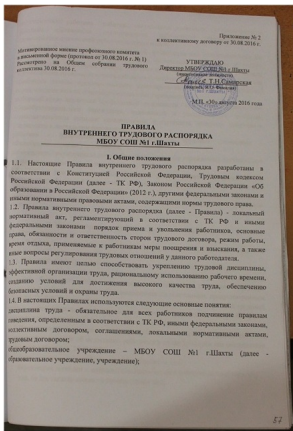 Приложение № 2
к коллективному договору от 30.08.2016 г.
Мотивированное мнение профсоюзного комитета
в письменной форме (протокол от 30.08.2016 г. № 1)
Рассмотрено на Общем собрании трудового
коллектива 30.08.2016 г.
УТВЕРЖДАЮ
Директор МБОУ СОШ №1 г.Шахты
Т.Н.Самарская
М.П. «30» августа 2016 года
ПРАВИЛА
ВНУТРЕННЕГО ТРУДОВОГО РАСПОРЯДКА
МБОУ СОШ №1 г.Шахты
1. Общие положения
1.1. Настоящие Правила внутреннего трудового распорядка разработаны в
соответствии с Конституцией Российской Федерации, Трудовым кодексом
Российской Федерации (далее - ТК РФ), Законом Российской Федерации «Об
образовании в Российской Федерации» 2012 г.), другими федеральными законами и
иными нормативными правовыми актами, содержащими нормы трудового права.
1.2. Правила внутреннего трудового распорядка (далее - Правила) - локальный
нормативный акт, регламентирующий в соответствии с ТК РФ и иными
федеральными законами порядок приема и увольнения работников, основные
права, обязанности и ответственность сторон трудового договора, режим работы,
время отдыха, применяемые к работникам меры поощрения и взыскания, а также
иные вопросы регулирования трудовых отношений у данного работодателя.
1.3. Правила имеют целью способствовать укреплению трудовой дисциплины,
эффективной организации труда, рациональному использованию рабочего времени,
созданию условий для достижения высокого качества труда, обеспечению
безопасных условий и охраны труда.
1.4. В настоящих Правилах используются следующие основные понятия:
дисциплина труда - обязательное для всех работников подчинение правилам
поведения, определенным в соответствии с ТК РФ, иными федеральными законами,
коллективным договором, соглашениями, локальными нормативными актами,
трудовым договором;
общеобразовательное учреждение – МБОУ СОШ №1 г.Шахты (далее -
образовательное учреждение, учреждение);
57